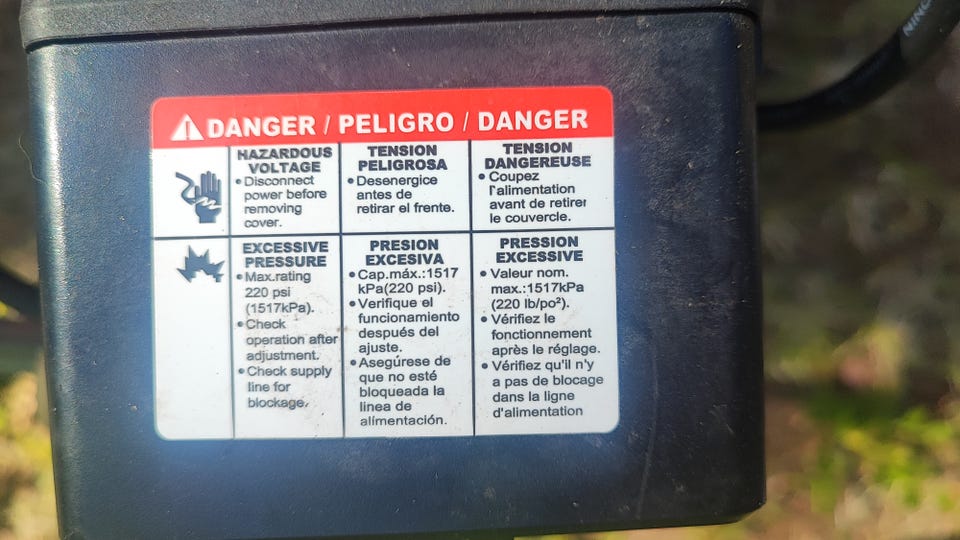 DANGER / PELIGRO / DANGER
HAZARDOUS
VOLTAGE
• Disconnect
power before
removing
cover.
TENSION
PELIGROSA
• Desenergice
antes de
retirar el frente.
TENSION
DANGEREUSE
• Coupez
l'alimentation
avant de retirer
le couvercle.
EXCESSIVE
PRESSURE
• Max.rating
220 psi
(1517kPa).
• Check
operation after
adjustment.
• Check supply
line for
blockage.
PRESION
EXCESIVA
• Cap.máx.:1517
kPa(220 psi).
• Verifique el
funcionamiento
después del
ajuste.
• Asegúrese de
que no esté
bloqueada la
linea de
alimentación.
PRESSION
EXCESSIVE
• Valeur nom.
max.:1517kPa
(220 lb/po²).
• Vérifiez le
fonctionnement
après le réglage.
• Vérifiez qu'il n'y
a pas de blocage
dans la ligne
d'alimentation